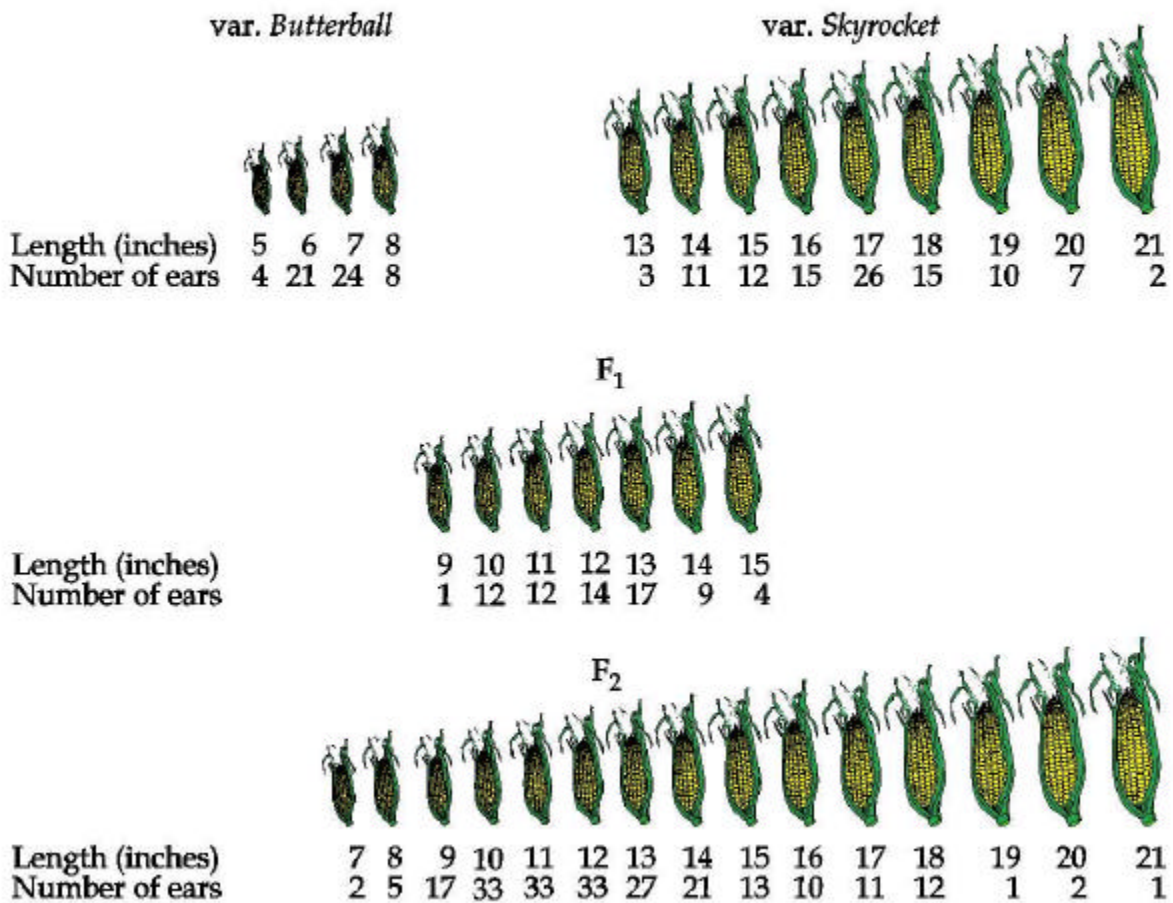 var. Butterball
var. Skyrocket
Length (inches) 5 6 7 8 13 14 15 16 17 18 19 20 21
Number of ears 4 21 24 8 3 11 12 15 26 15 10 7 2
F1
Length (inches) 9 10 11 12 13 14 15
Number of ears 1 12 12 14 17 9 4
F2
Length (inches) 7 8 9 10 11 12 13 14 15 16 17 18 19 20 21
Number of ears 2 5 17 33 33 33 27 21 13 10 11 12 1 2 1